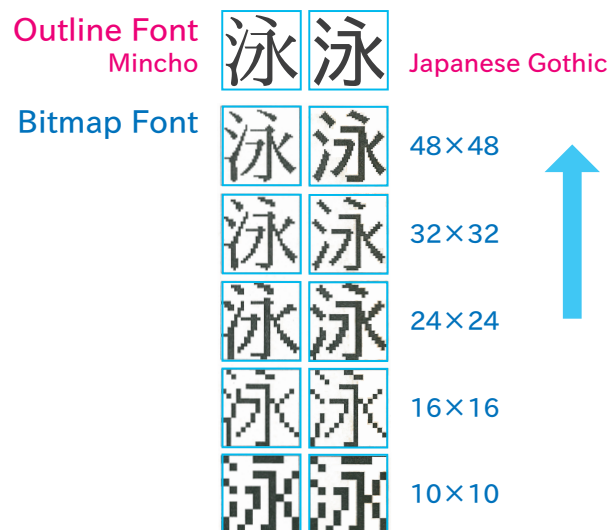 Outline Font
Mincho
泳 泳
Japanese Gothic
Bitmap Font
泳 泳 48×48
泳 泳 32×32
泳 泳 24×24
泳 泳 16×16
泳 泳 10×10